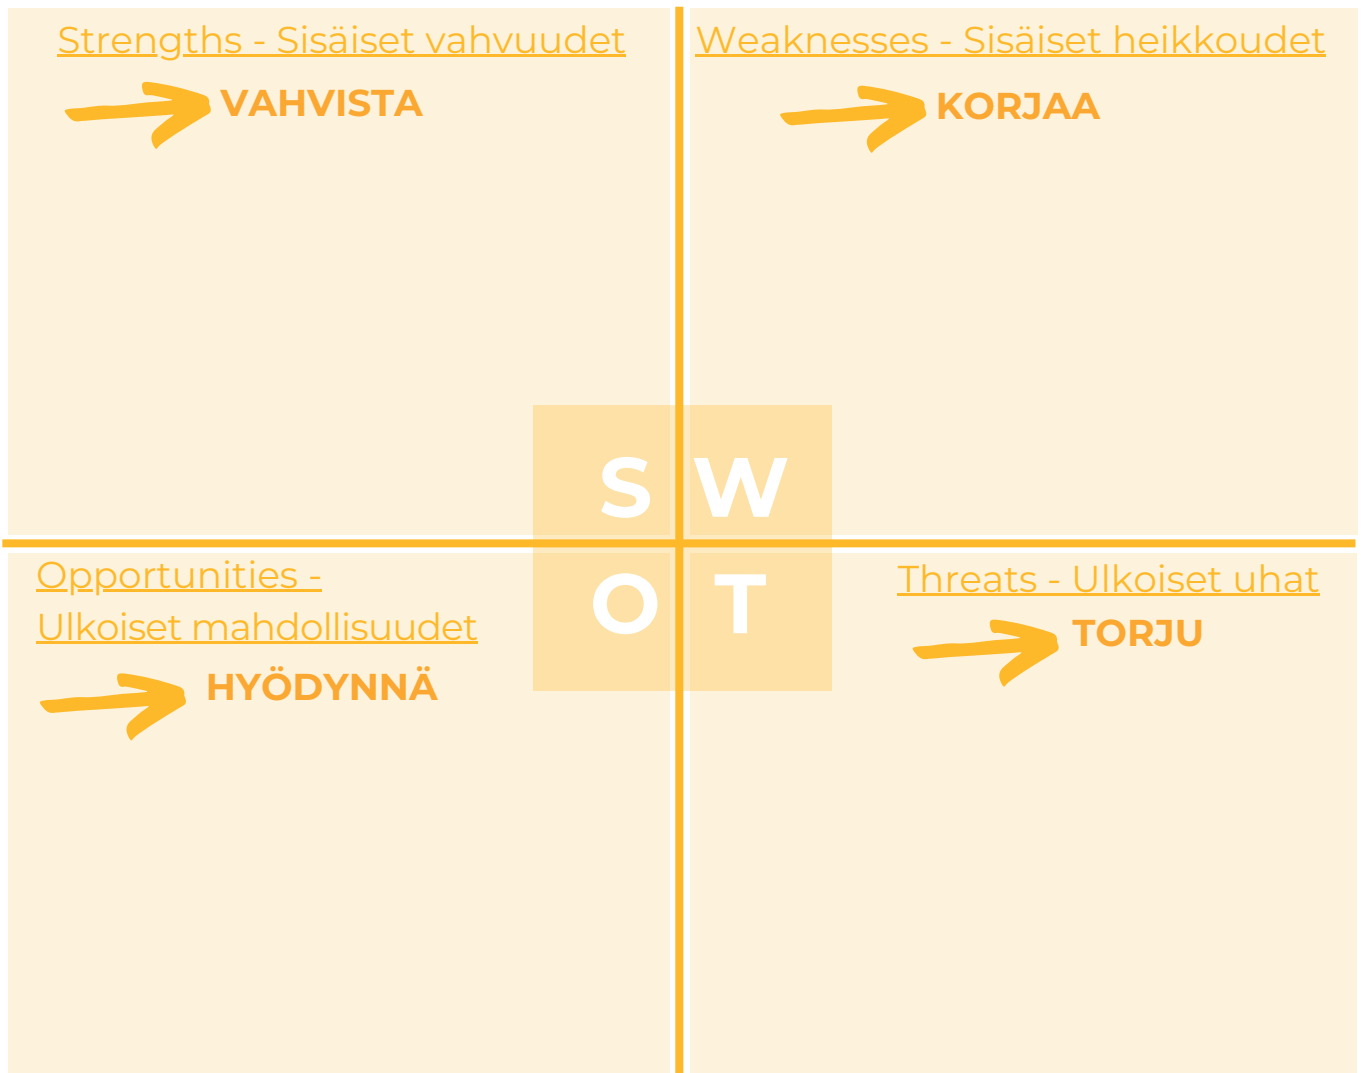 Strengths - Sisäiset vahvuudet
VAHVISTA
Weaknesses - Sisäiset heikkoudet
KORJAA
S W
O T
Opportunities -
Ulkoiset mahdollisuudet
HYÖDYNNÄ
Threats - Ulkoiset uhat
TORJU